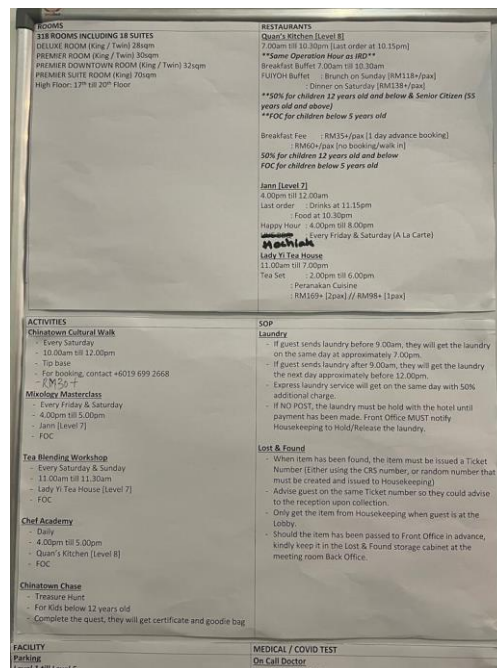 ROOMS
318 ROOMS INCLUDING 18 SUITES
DELUXE ROOM (King / Twin) 28sqm
PREMIER ROOM (King / Twin) 30sqm
PREMIER DOWNTOWN ROOM (King / Twin) 32sqm
PREMIER SUITE ROOM (King) 70sqm
High Floor: 17th till 20th Floor
RESTAURANTS
Quan's Kitchen [Level 8]
7.00am till 10.30pm [Last order at 10.15pm]
**Same Operation Hour as IRD**
Breakfast Buffet 7.00am till 10.30am
FUIYOH Buffet : Brunch on Sunday [RM118+/pax]
: Dinner on Saturday [RM138+/pax]
**50% for children 12 years old and below & Senior Citizen (55
years old and above)
**FOC for children below 5 years old
Breakfast Fee : RM35+/pax [1 day advance booking]
: RM60+/pax [no booking/walk in]
50% for children 12 years old and below
FOC for children below 5 years old
Jann [Level 7]
4.00pm till 12.00am
Last order : Drinks at 11.15pm
: Food at 10.30pm
Happy Hour : 4.00pm till 8.00pm
: Every Friday & Saturday (A La Carte)
Lady Yi Tea House
11.00am till 7.00pm
Tea Set : 2.00pm till 6.00pm
: Peranakan Cuisine
: RM169+ [2pax] // RM98+ [1pax]
ACTIVITIES
Chinatown Cultural Walk
- Every Saturday
- 10.00am till 12.00pm
- Tip base
- For booking, contact +6019 699 2668
- RM30+
Mixology Masterclass
- Every Friday & Saturday
- 4.00pm till 5.00pm
- Jann [Level 7]
- FOC
Tea Blending Workshop
- Every Saturday & Sunday
- 11.00am till 11.30am
- Lady Yi Tea House [Level 7]
- FOC
Chef Academy
- Daily
- 4.00pm till 5.00pm
- Quan's Kitchen [Level 8]
- FOC
Chinatown Chase
- Treasure Hunt
- For Kids below 12 years old
- Complete the quest, they will get certificate and goodie bag
SOP
Laundry
- If guest sends laundry before 9.00am, they will get the laundry
on the same day at approximately 7.00pm.
- If guest sends laundry after 9.00am, they will get the laundry
the next day approximately before 12.00pm.
- Express laundry service will get on the same day with 50%
additional charge.
- If NO POST, the laundry must be hold with the hotel until
payment has been made. Front Office MUST notify
Housekeeping to Hold/Release the laundry.
Lost & Found
- When item has been found, the item must be issued a Ticket
Number (Either using the CRS number, or random number that
must be created and issued to Housekeeping)
- Advise guest on the same Ticket number so they could advise
to the reception upon collection.
- Only get the item from Housekeeping when guest is at the
Lobby.
- Should the item has been passed to Front Office in advance,
kindly keep it in the Lost & Found storage cabinet at the
meeting room Back Office.
FACILITY
Parking
MEDICAL / COVID TEST
On Call Doctor